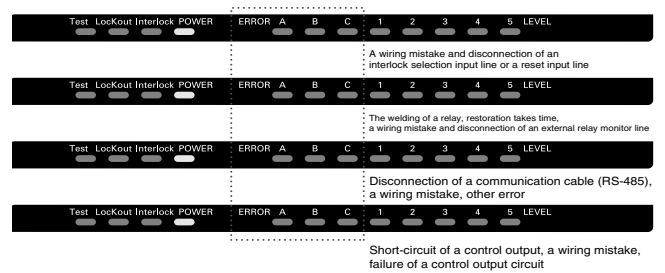 Test LocKout Interlock POWER ERROR A B C 1 2 3 4 5 LEVEL
A wiring mistake and disconnection of an
interlock selection input line or a reset input line
Test LocKout Interlock POWER ERROR A B C 1 2 3 4 5 LEVEL
The welding of a relay, restoration takes time,
a wiring mistake and disconnection of an external relay monitor line
Test LocKout Interlock POWER ERROR A B C 1 2 3 4 5 LEVEL
Disconnection of a communication cable (RS-485),
a wiring mistake, other error
Test LocKout Interlock POWER ERROR A B C 1 2 3 4 5 LEVEL
Short-circuit of a control output, a wiring mistake,
failure of a control output circuit